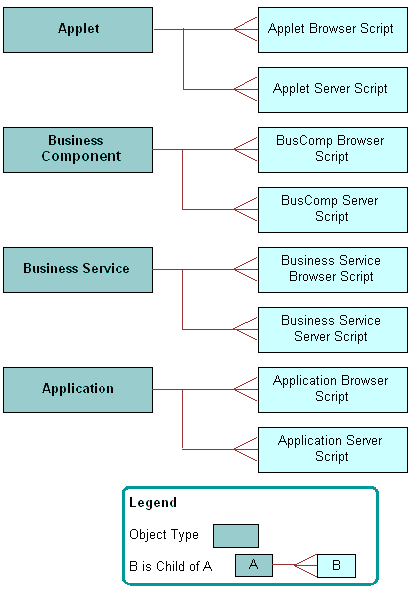 Applet
Applet Browser Script
Applet Server Script
Business
Component
BusComp Browser
Script
BusComp Server
Script
Business Service
Business Service
Browser Script
Business Service
Server Script
Application
Application Browser
Script
Application Server
Script
Legend
Object Type
B is Child of A
A
B